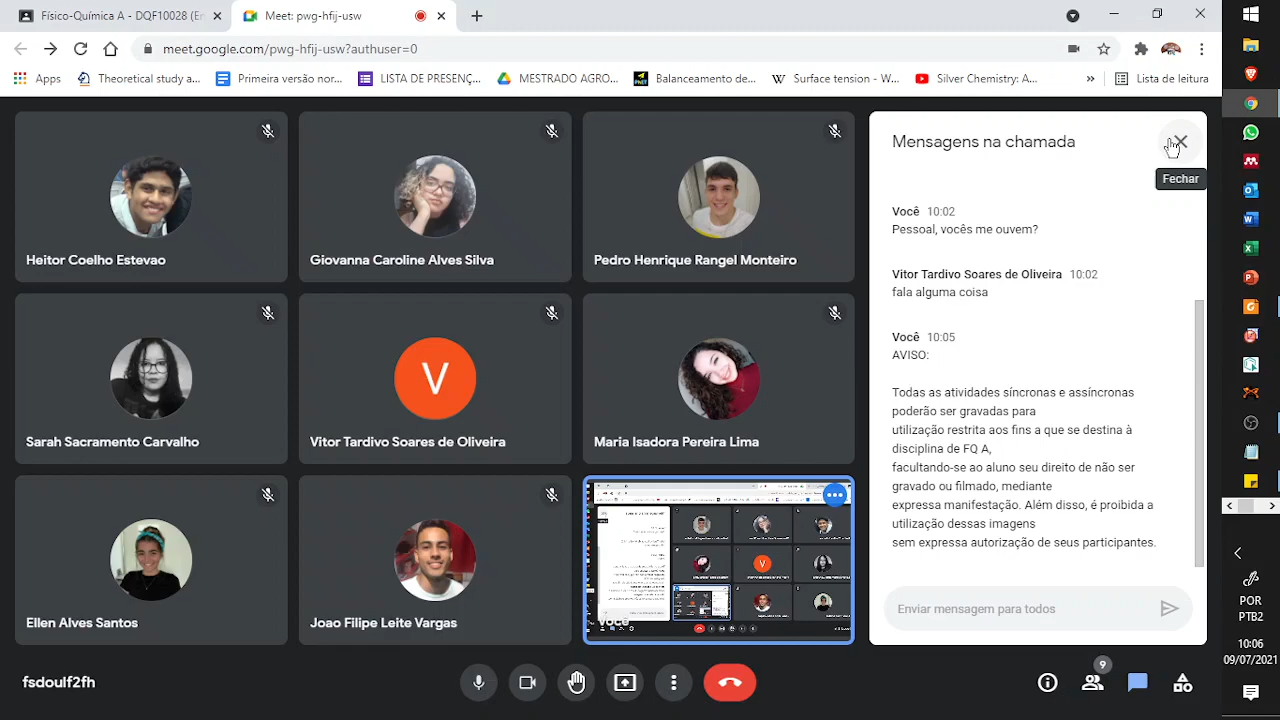 Físico-Química A - DQF10028 (En
Meet: pwg-hfij-usw
meet.google.com/pwg-hfij-usw?authuser=0
Apps
Theoretical study a...
Primeira versão nor...
LISTA DE PRESENÇ...
MESTRADO AGRO...
Balanceamento de...
Surface tension - W...
Silver Chemistry: A...
»
Lista de leitura
Heitor Coelho Estevao
Giovanna Caroline Alves Silva
Pedro Henrique Rangel Monteiro
Sarah Sacramento Carvalho
V
Vitor Tardivo Soares de Oliveira
Maria Isadora Pereira Lima
Ellen Alves Santos
Joao Filipe Leite Vargas
Você
Mensagens na chamada
Fechar
Você 10:02
Pessoal, vocês me ouvem?
Vitor Tardivo Soares de Oliveira 10:02
fala alguma coisa
Você 10:05
AVISO:
Todas as atividades síncronas e assíncronas
poderão ser gravadas para
utilização restrita aos fins a que se destina à
disciplina de FQ A,
facultando-se ao aluno seu direito de não ser
gravado ou filmado, mediante
expressa manifestação. Além disso, é proibida a
utilização dessas imagens
sem expressa autorização de seus participantes.
Enviar mensagem para todos
fsdoulf2fh
9
POR
PTB2
10:06
09/07/2021